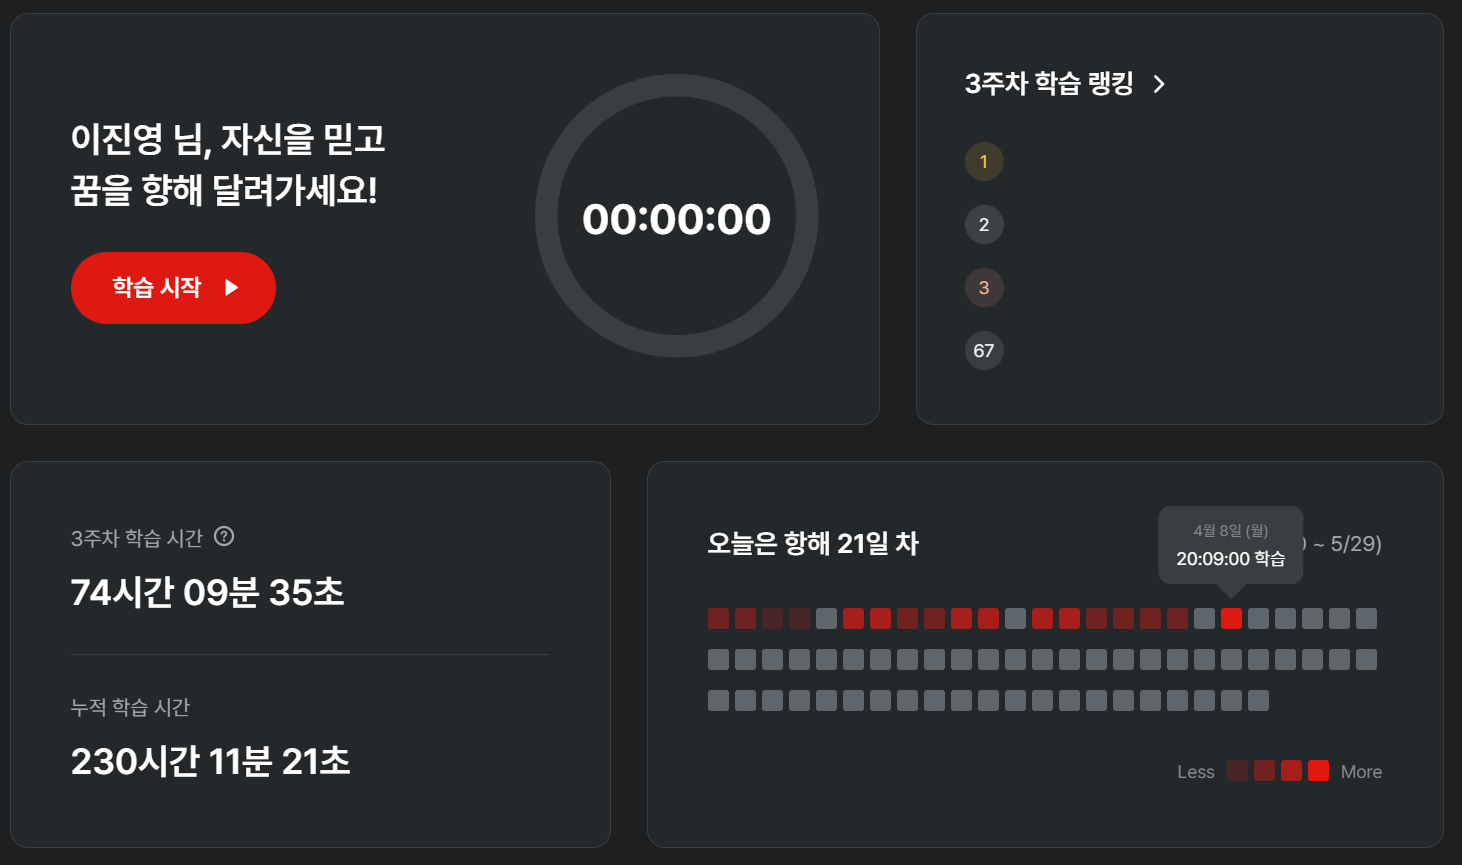 이진영 님, 자신을 믿고
꿈을 향해 달려가세요!
학습 시작
00:00:00
3주차 학습 랭킹
1
2
3
67
3주차 학습 시간
74시간 09분 35초
누적 학습 시간
230시간 11분 21초
오늘은 항해 21일 차
~ 5/29)
4월 8일 (월)
20:09:00 학습
Less
More